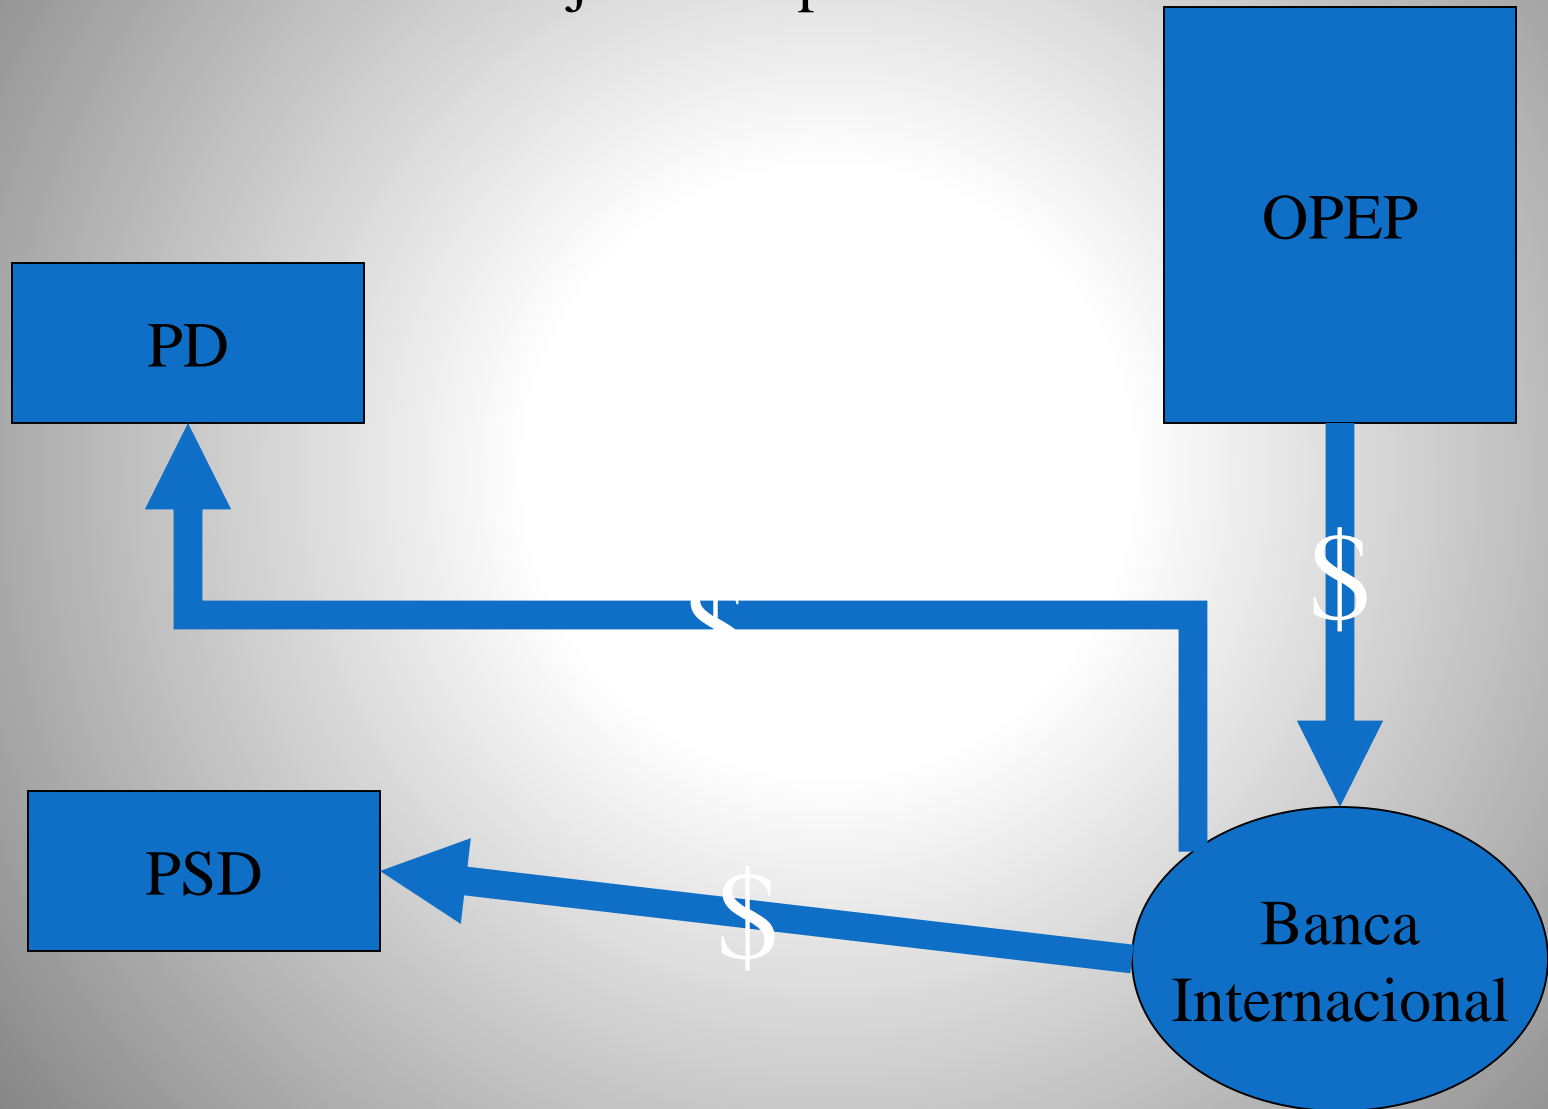 OPEP
PD
$
$
PSD
$
Banca
Internacional